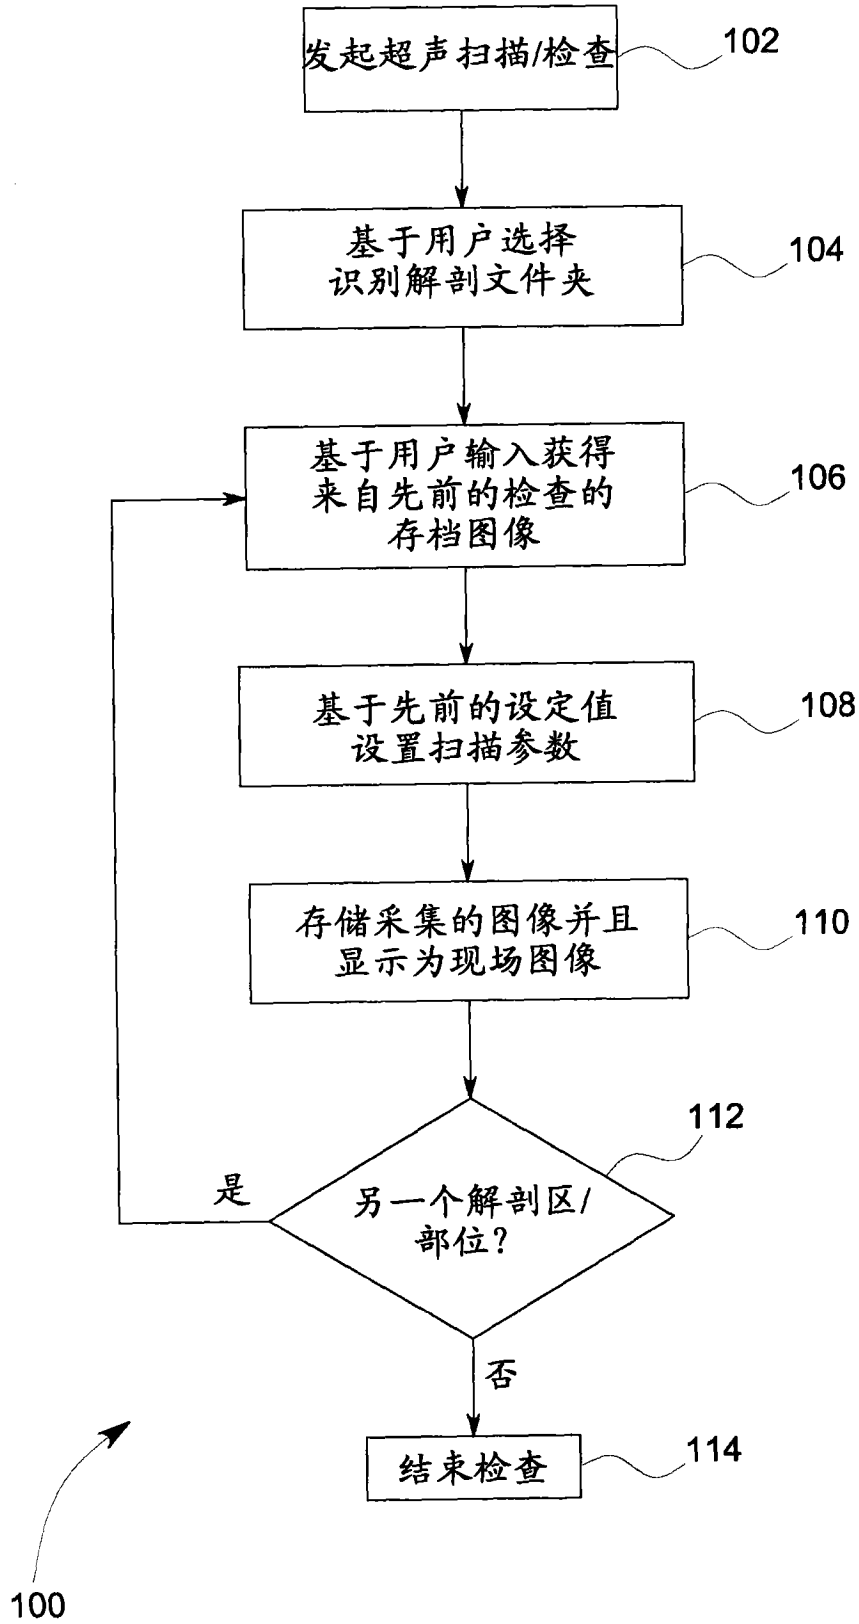 发起超声扫描/检查
102
基于用户选择
识别解剖文件夹
104
基于用户输入获得
来自先前的检查的
存档图像
106
基于先前的设定值
设置扫描参数
108
存储采集的图像并且
显示为现场图像
110
112
另一个解剖区/
部位?
是
否
结束检查
114
100